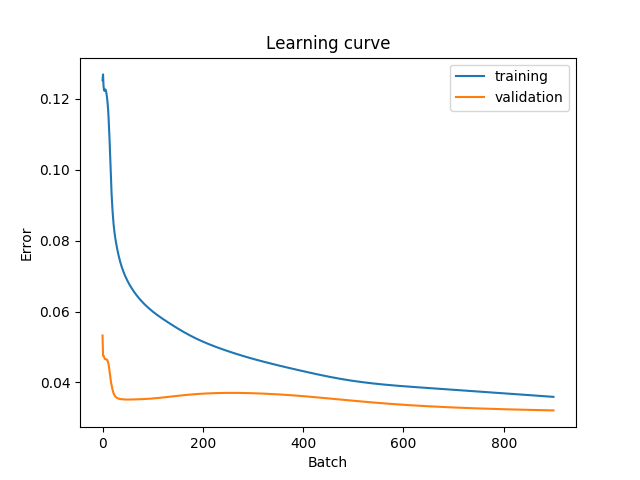 Learning curve
training
validation
0.12
0.10
0.08
0.06
0.04
Error
0 200 400 600 800
Batch